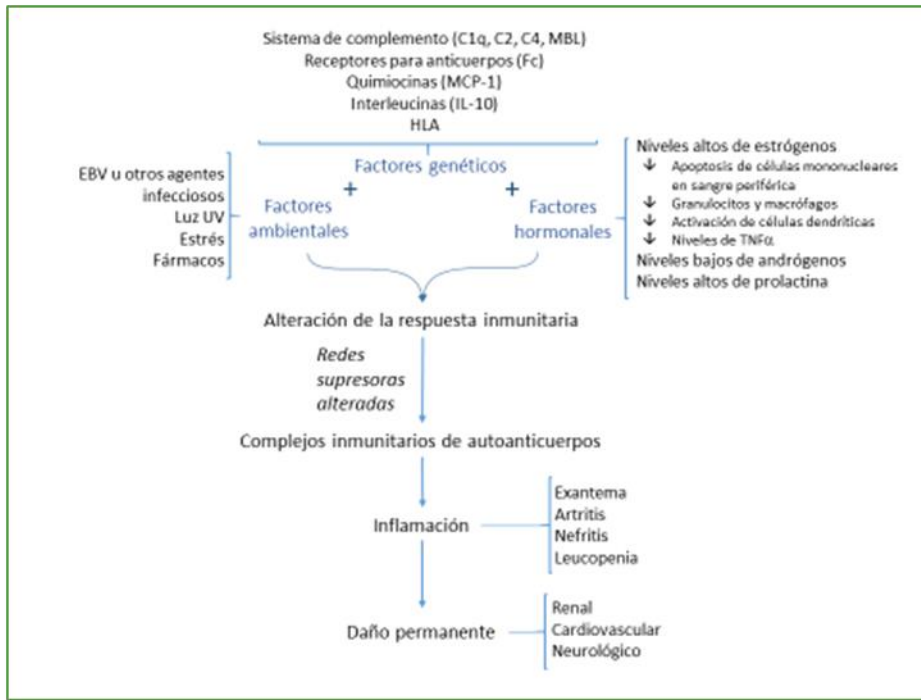 Sistema de complemento (C1q, C2, C4, MBL)
Receptores para anticuerpos (Fc)
Quimiocinas (MCP-1)
Interleucinas (IL-10)
HLA
Factores genéticos
+
+
EBV u otros agentes
infecciosos
Luz UV
Estrés
Fármacos
Factores
ambientales
Factores
hormonales
Niveles altos de estrógenos
↓ Apoptosis de células mononucleares
en sangre periférica
↓ Granulocitos y macrófagos
↓ Activación de células dendríticas
↓ Niveles de TNFα
Niveles bajos de andrógenos
Niveles altos de prolactina
Alteración de la respuesta inmunitaria
Redes
supresoras
alteradas
Complejos inmunitarios de autoanticuerpos
Inflamación
Exantema
Artritis
Nefritis
Leucopenia
Daño permanente
Renal
Cardiovascular
Neurológico